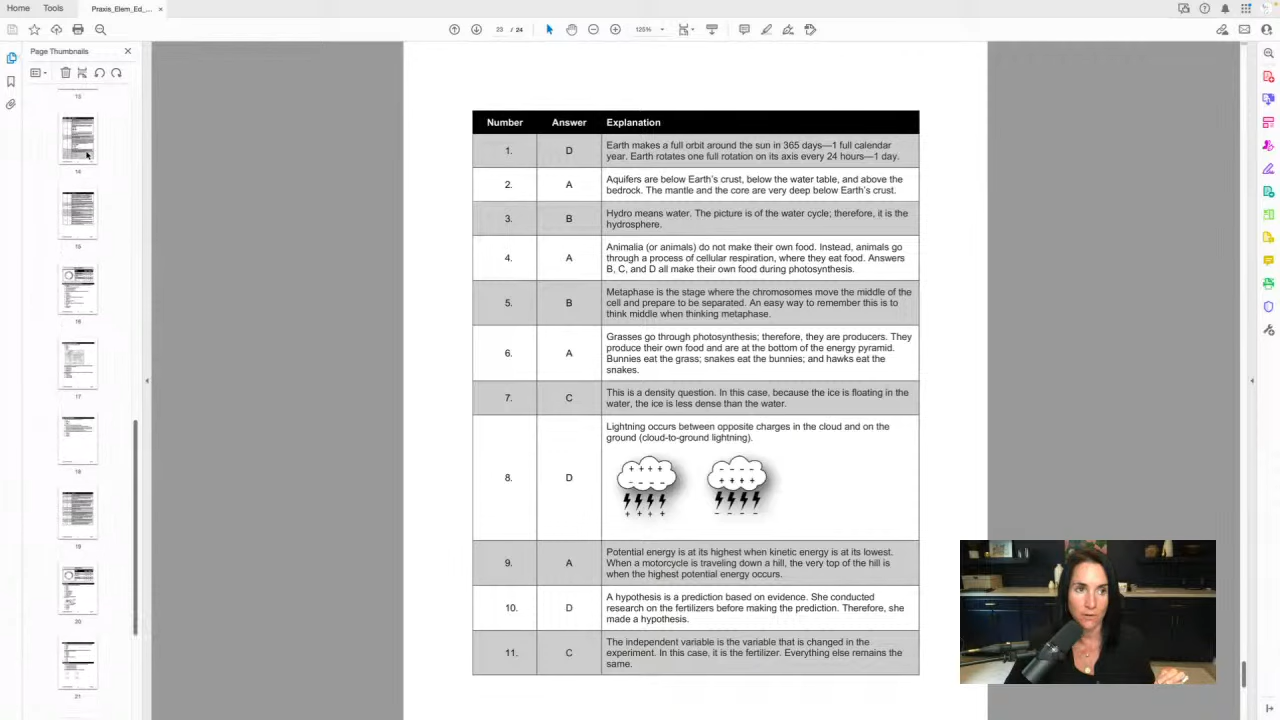 Home
Tools
Praxis_Elem_Ed_...
23 / 24
125%
Page Thumbnails
13
14
15
16
17
18
19
20
21
Number Answer Explanation
1. D Earth makes a full orbit around the sun in 365 days—1 full calendar
year. Earth rotates one full rotation on its axis every 24 hours—1 day.
2. A Aquifers are below Earth's crust, below the water table, and above the
bedrock. The mantle and the core are very deep below Earth's crust.
3. B Hydro means water. The picture is of the water cycle; therefore, it is the
hydrosphere.
4. A Animalia (or animals) do not make their own food. Instead, animals go
through a process of cellular respiration, where they eat food. Answers
B, C, and D all make their own food during photosynthesis.
5. B Metaphase is the stage where the chromosomes move the middle of the
cell and prepare to be separated. An easy way to remember this is to
think middle when thinking metaphase.
6. A Grasses go through photosynthesis; therefore, they are producers. They
produce their own food and are at the bottom of the energy pyramid.
Bunnies eat the grass; snakes eat the bunnies; and hawks eat the
snakes.
7. C This is a density question. In this case, because the ice is floating in the
water, the ice is less dense than the water.
8. D Lightning occurs between opposite charges in the cloud and on the
ground (cloud-to-ground lightning).
+ + + + - - - -
- - - - + + + +
+ + + + - - - -
9. A Potential energy is at its highest when kinetic energy is at its lowest.
When a motorcycle is traveling down a hill, the very top of the hill is
when the highest potential energy occurs.
10. D A hypothesis is a prediction based on evidence. She conducted
research on the fertilizers before making the prediction. Therefore, she
made a hypothesis.
11. C The independent variable is the variable that is changed in the
experiment. In this case, it is the fertilizer. Everything else remains the
same.